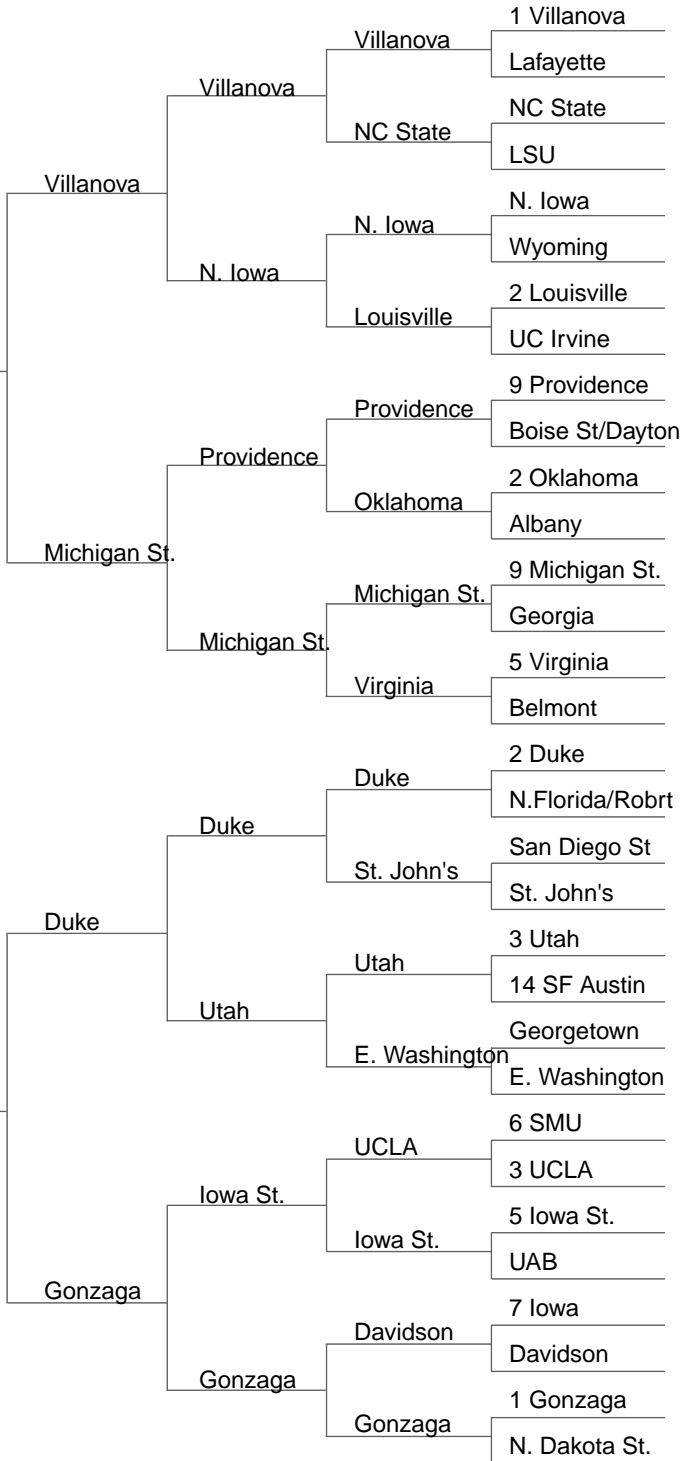 1 Villanova
Villanova
Lafayette
Villanova
NC State
NC State
LSU
Villanova
N. Iowa
N. Iowa
Wyoming
N. Iowa
2 Louisville
Louisville
UC Irvine
9 Providence
Providence
Boise St/Dayton
Providence
2 Oklahoma
Oklahoma
Albany
Michigan St.
9 Michigan St.
Michigan St.
Georgia
Michigan St.
5 Virginia
Virginia
Belmont
2 Duke
Duke
N.Florida/Robrt
Duke
San Diego St
St. John's
St. John's
Duke
3 Utah
Utah
14 SF Austin
Utah
Georgetown
E. Washington
E. Washington
6 SMU
UCLA
3 UCLA
Iowa St.
5 Iowa St.
Iowa St.
UAB
Gonzaga
7 Iowa
Davidson
Davidson
Gonzaga
1 Gonzaga
Gonzaga
N. Dakota St.